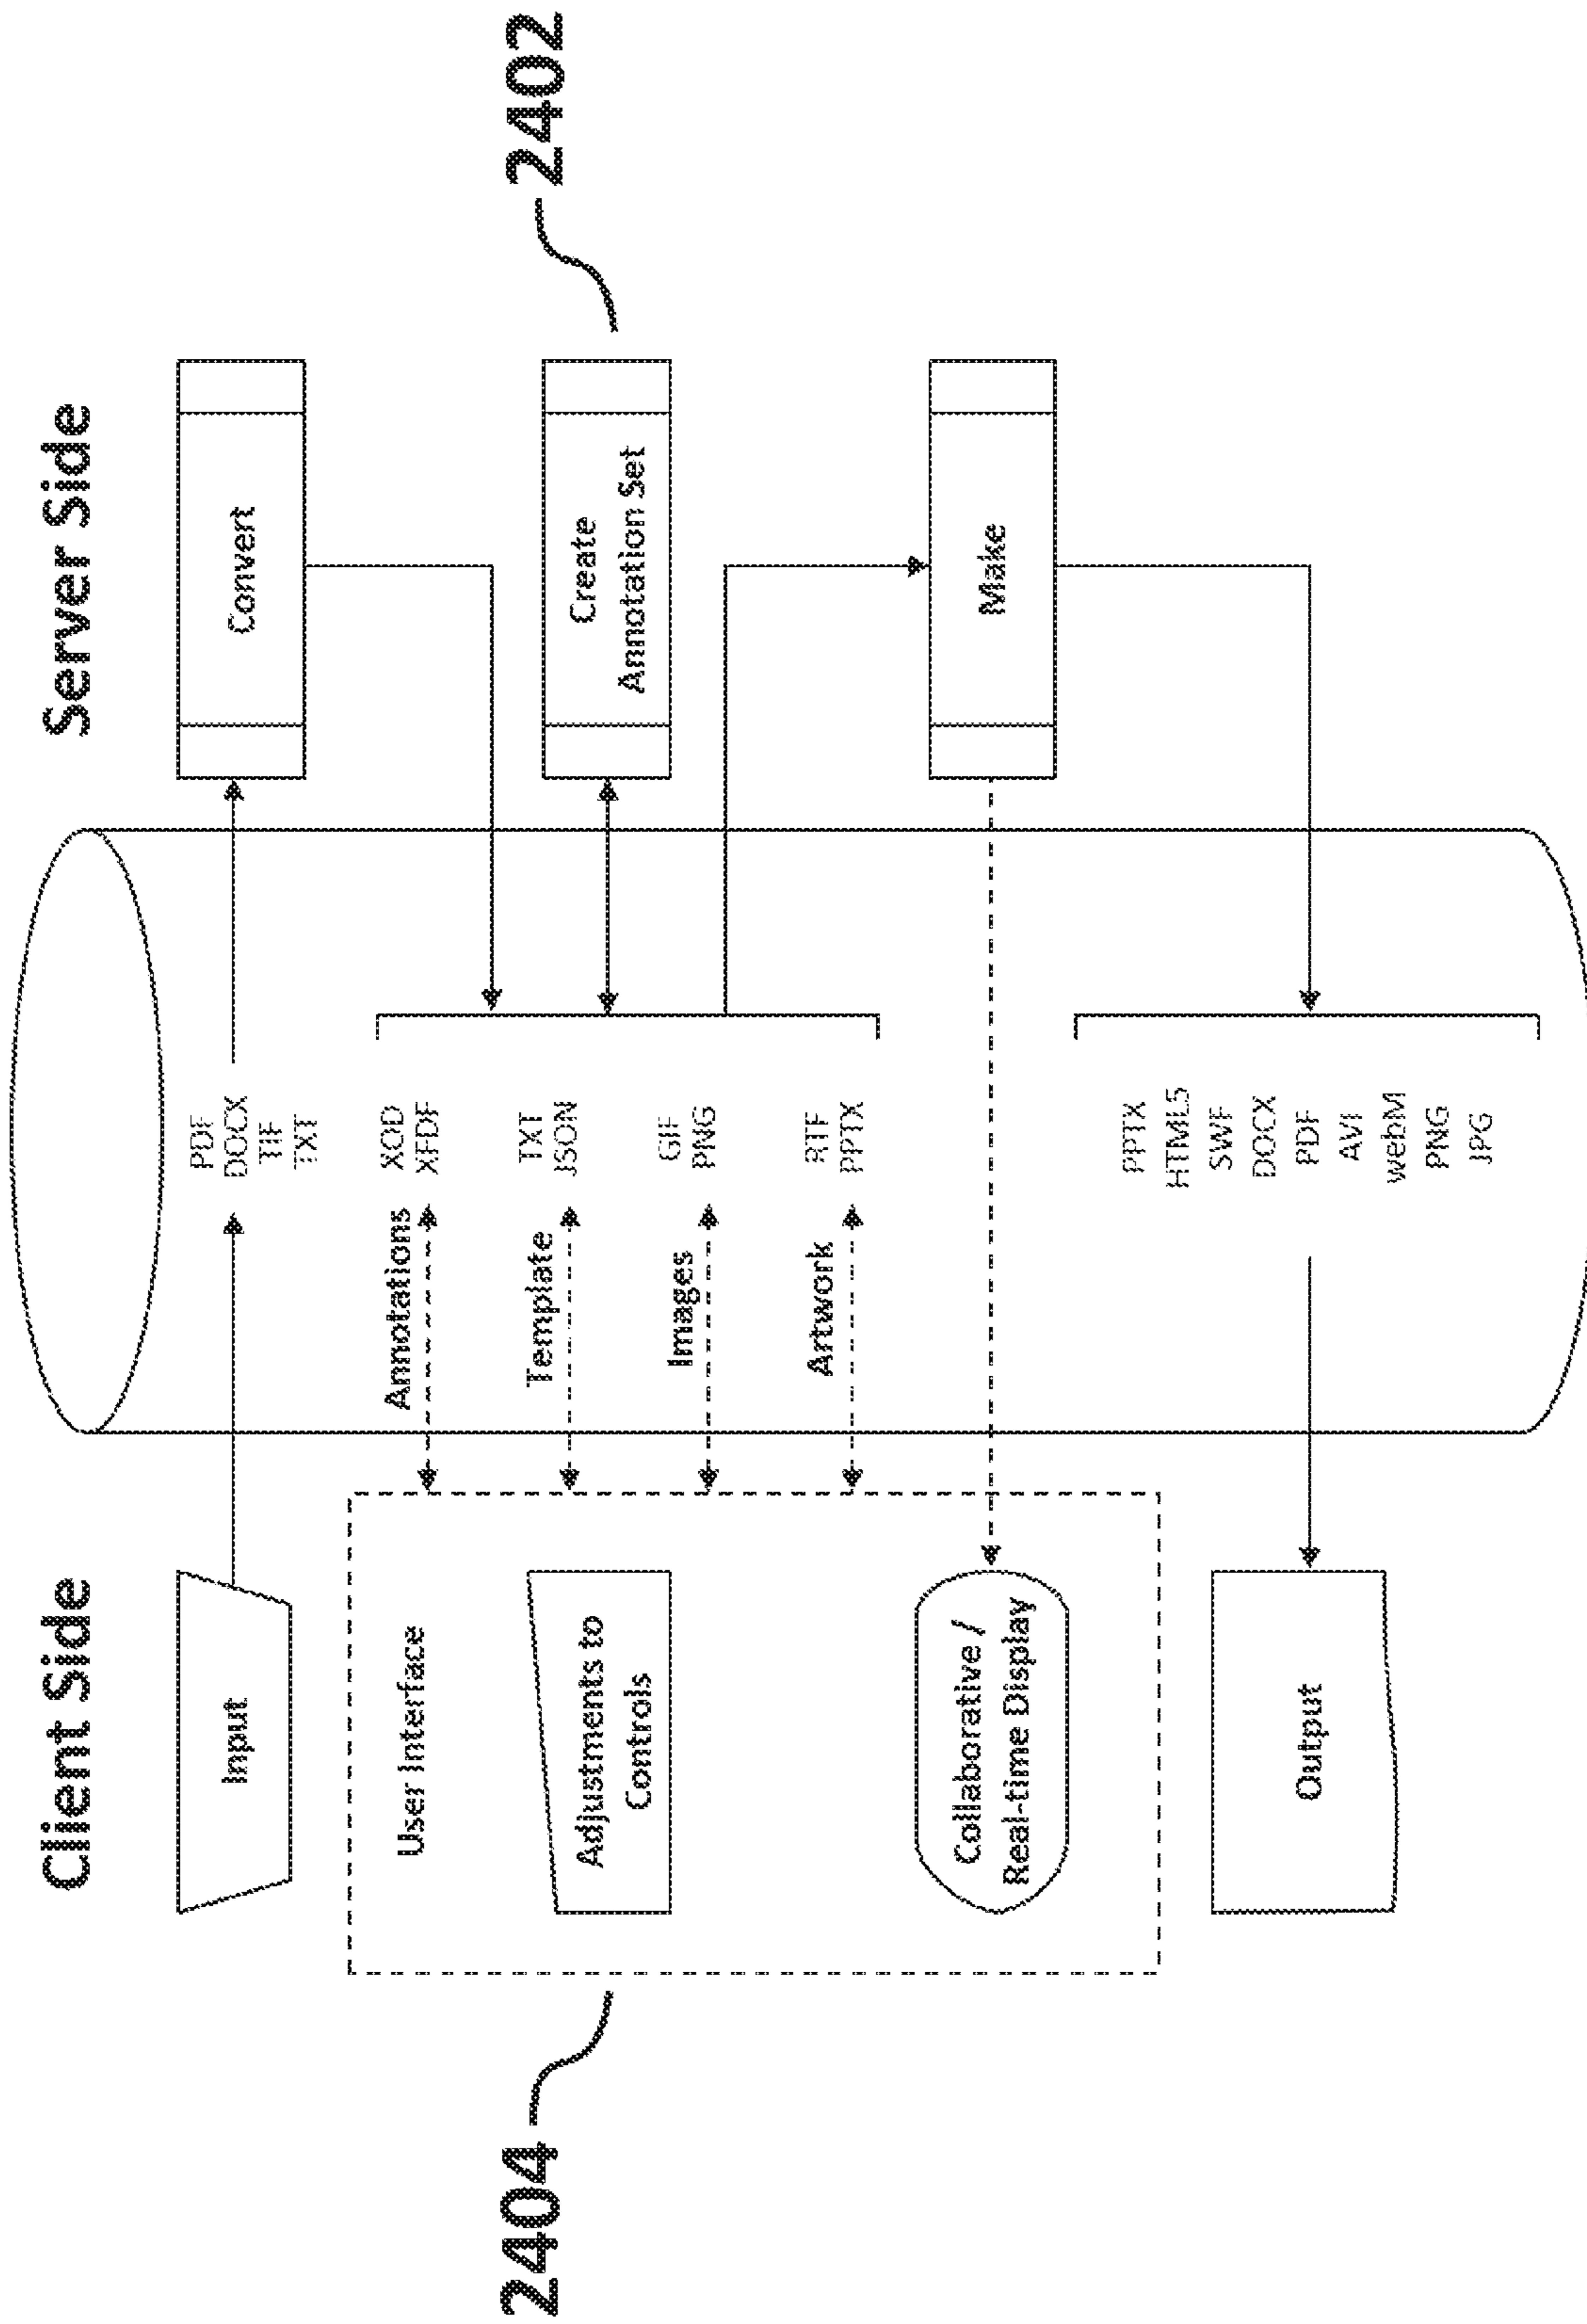 Client Side
Server Side
Input
PDF
DOCX
TIF
TXT
Convert
User Interface
Annotations
XOD
XFDF
2404
Adjustments to
Controls
Template
TXT
JSON
Create
Annotation Set
2402
Images
GIF
PNG
Artwork
RTF
PPTX
Collaborative /
Real-time Display
Make
Output
PPTX
HTML5
SWF
DOCX
PDF
AVI
webM
PNG
JPG